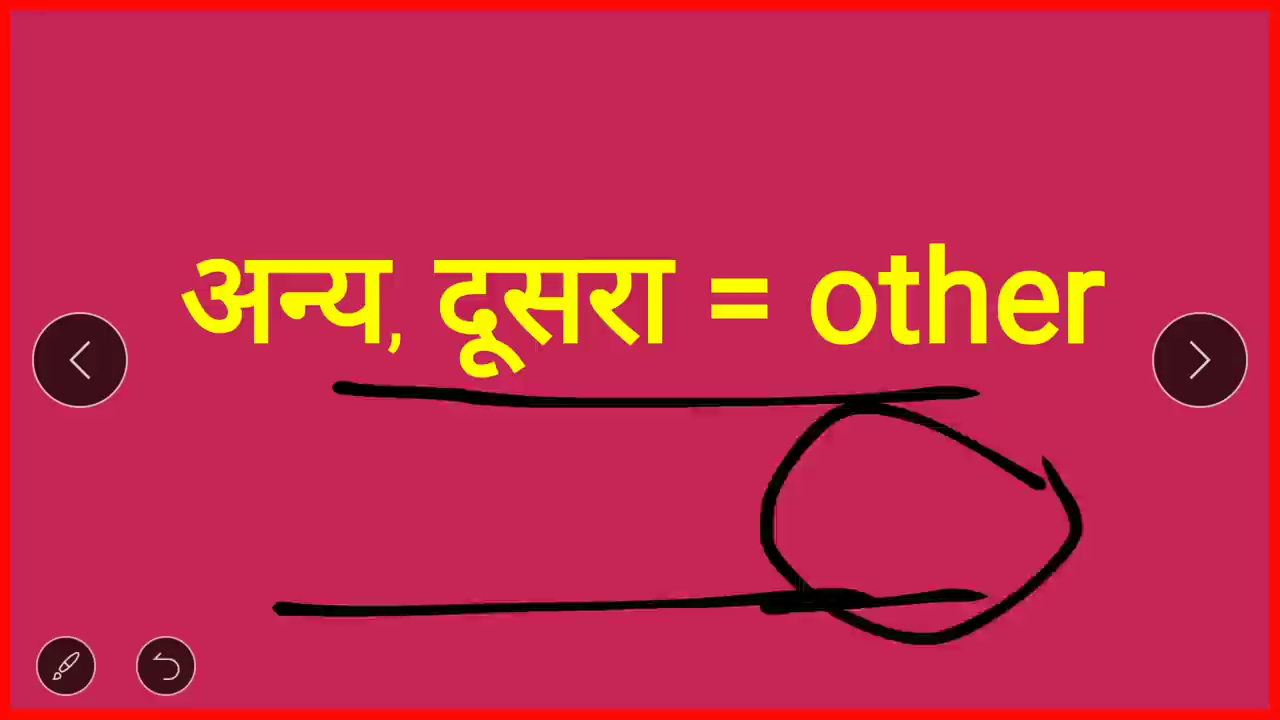 अन्य, दूसरा = other